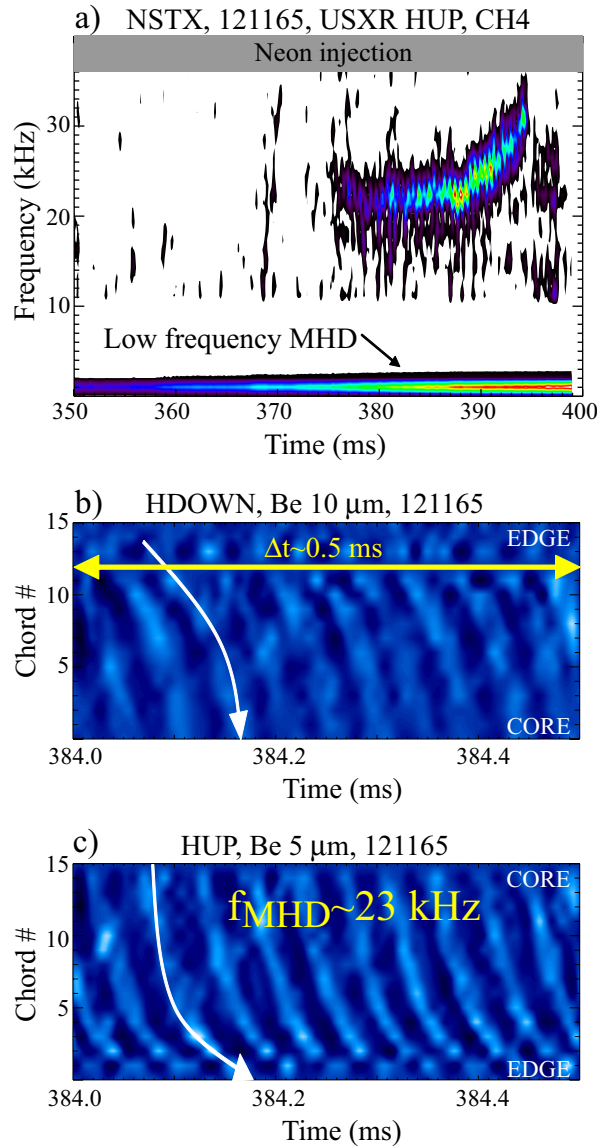 a) NSTX, 121165, USXR HUP, CH4
Neon injection
30
20
10
Frequency (kHz)
Low frequency MHD
350 360 370 380 390 400
Time (ms)
b) HDOWN, Be 10 μm, 121165
15
10
5
Chord #
EDGE
Δt~0.5 ms
CORE
384.0 384.2 384.4
Time (ms)
c) HUP, Be 5 μm, 121165
15
10
5
Chord #
CORE
fMHD~23 kHz
EDGE
384.0 384.2 384.4
Time (ms)